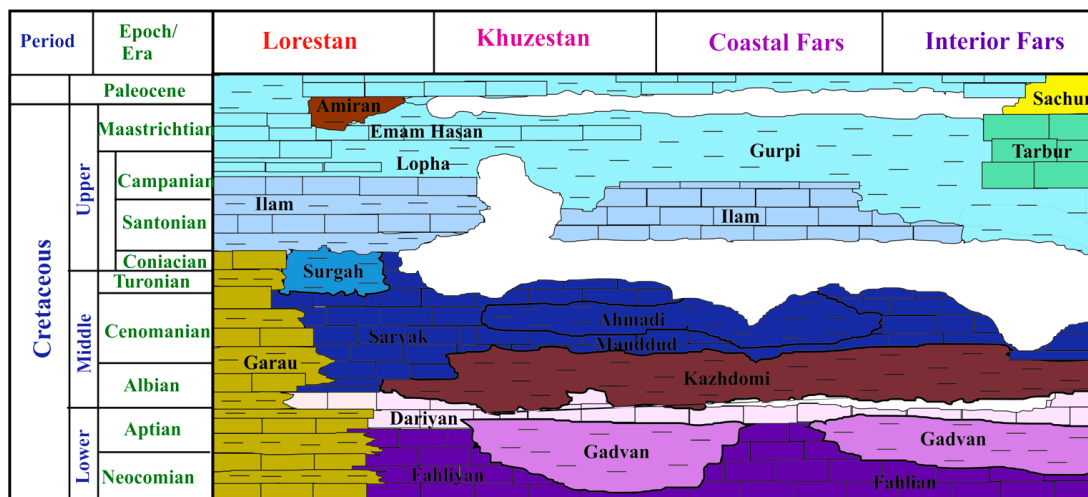 Period
Epoch/
Era
Lorestan
Khuzestan
Coastal Fars
Interior Fars
Cretaceous
Upper
Middle
Lower
Paleocene
Maastrichtian
Campanian
Santonian
Coniacian
Turonian
Cenomanian
Albian
Aptian
Neocomian
Amiran
Sachun
Emam Hasan
Gurpi
Tarbur
Lopha
Ilam
Ilam
Surgah
Ahmadi
Sarvak
Mauddud
Garau
Kazhdomi
Dariyan
Gadvan
Gadvan
Fahliyan
Fahlian